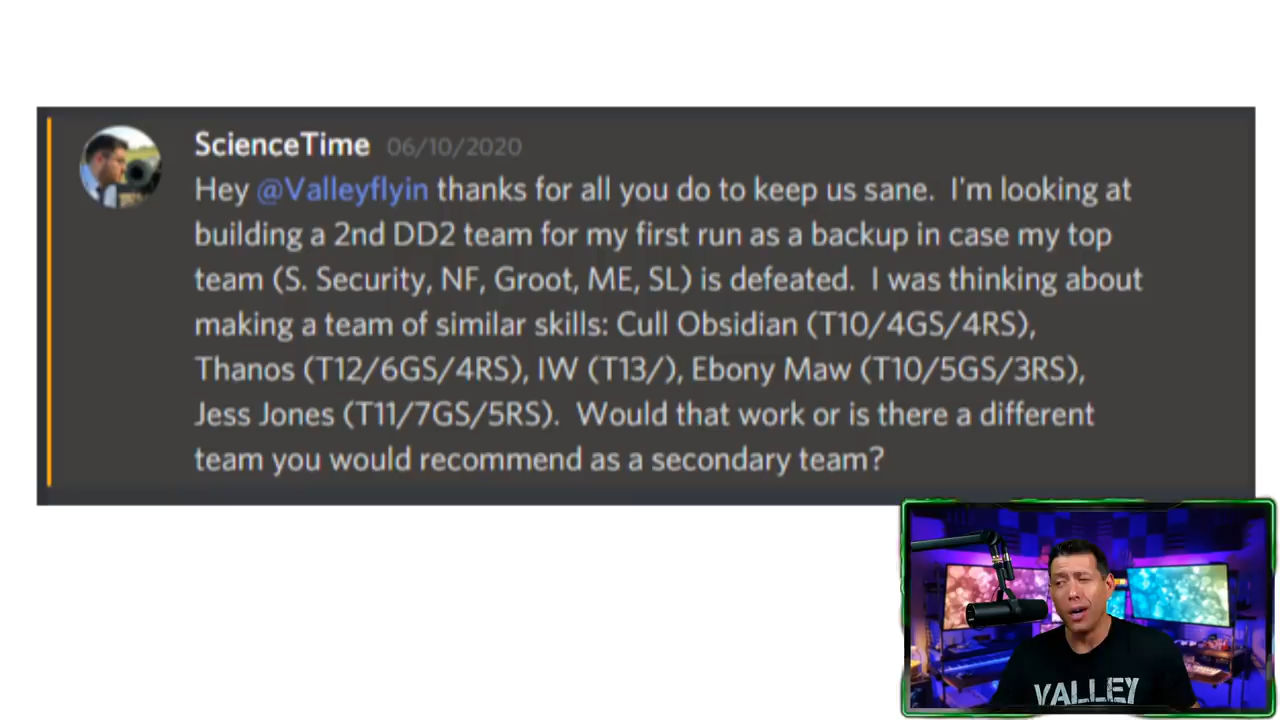 ScienceTime 06/10/2020
Hey @Valleyflyin thanks for all you do to keep us sane. I'm looking at
building a 2nd DD2 team for my first run as a backup in case my top
team (S. Security, NF, Groot, ME, SL) is defeated. I was thinking about
making a team of similar skills: Cull Obsidian (T10/4GS/4RS),
Thanos (T12/6GS/4RS), IW (T13/), Ebony Maw (T10/5GS/3RS),
Jess Jones (T11/7GS/5RS). Would that work or is there a different
team you would recommend as a secondary team?
VALLEY